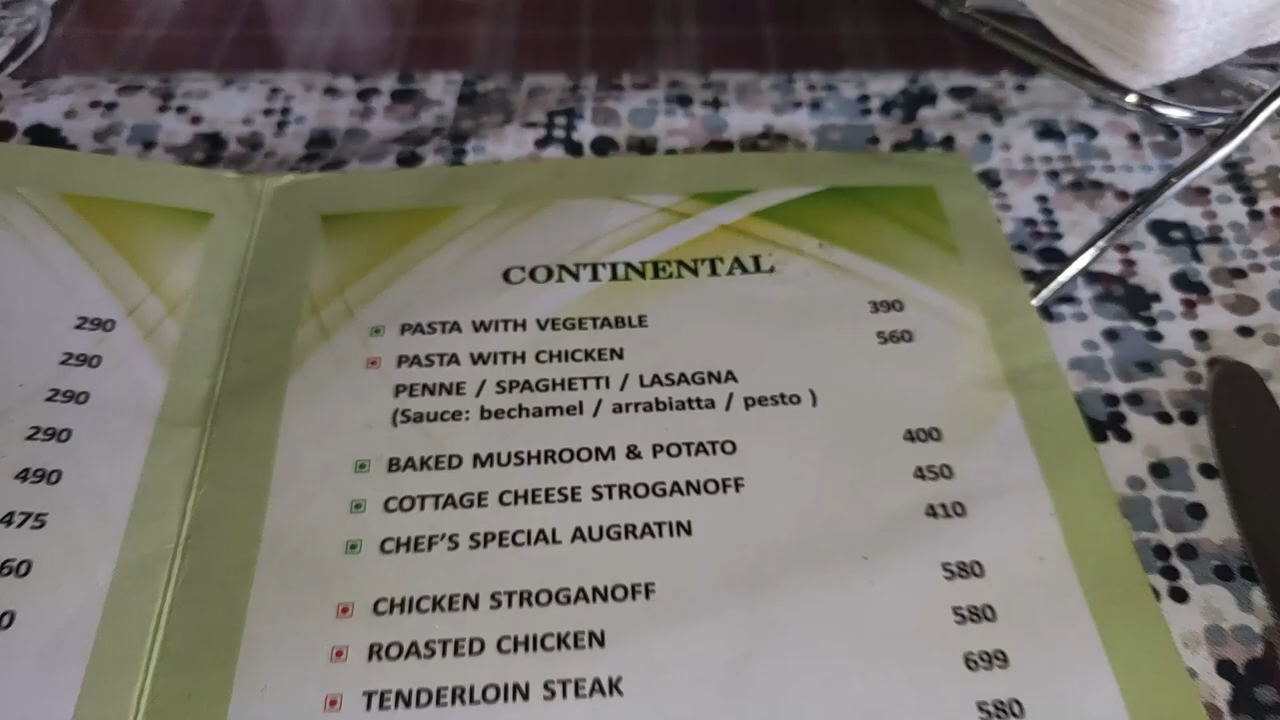 290
290
290
290
490
475
60
0
CONTINENTAL
PASTA WITH VEGETABLE 390
PASTA WITH CHICKEN 560
PENNE / SPAGHETTI / LASAGNA
(Sauce: bechamel / arrabiatta / pesto )
BAKED MUSHROOM & POTATO 400
COTTAGE CHEESE STROGANOFF 450
CHEF'S SPECIAL AUGRATIN 410
CHICKEN STROGANOFF 580
ROASTED CHICKEN 580
TENDERLOIN STEAK 699
580